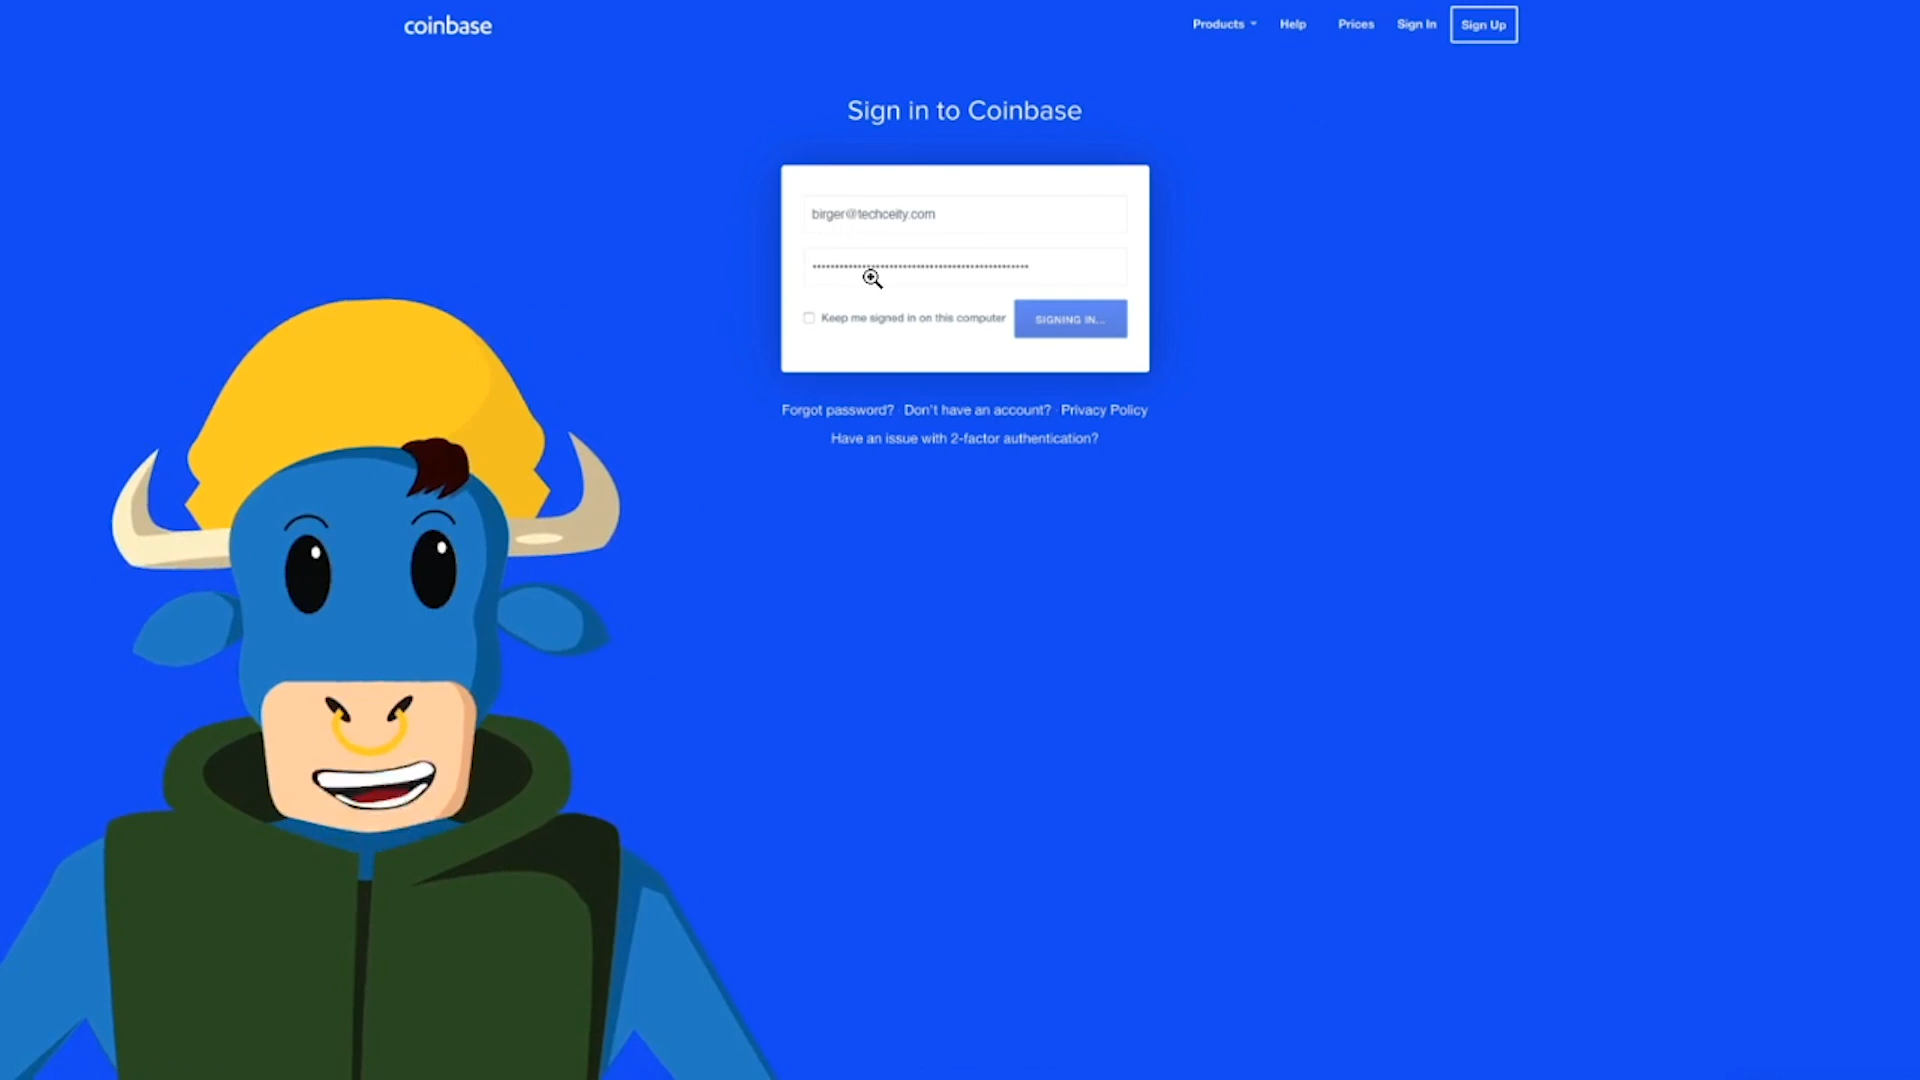 coinbase
Products Help Prices Sign In Sign Up
Sign in to Coinbase
birger@techceity.com
Keep me signed in on this computer SIGNING IN...
Forgot password? · Don't have an account? · Privacy Policy
Have an issue with 2-factor authentication?